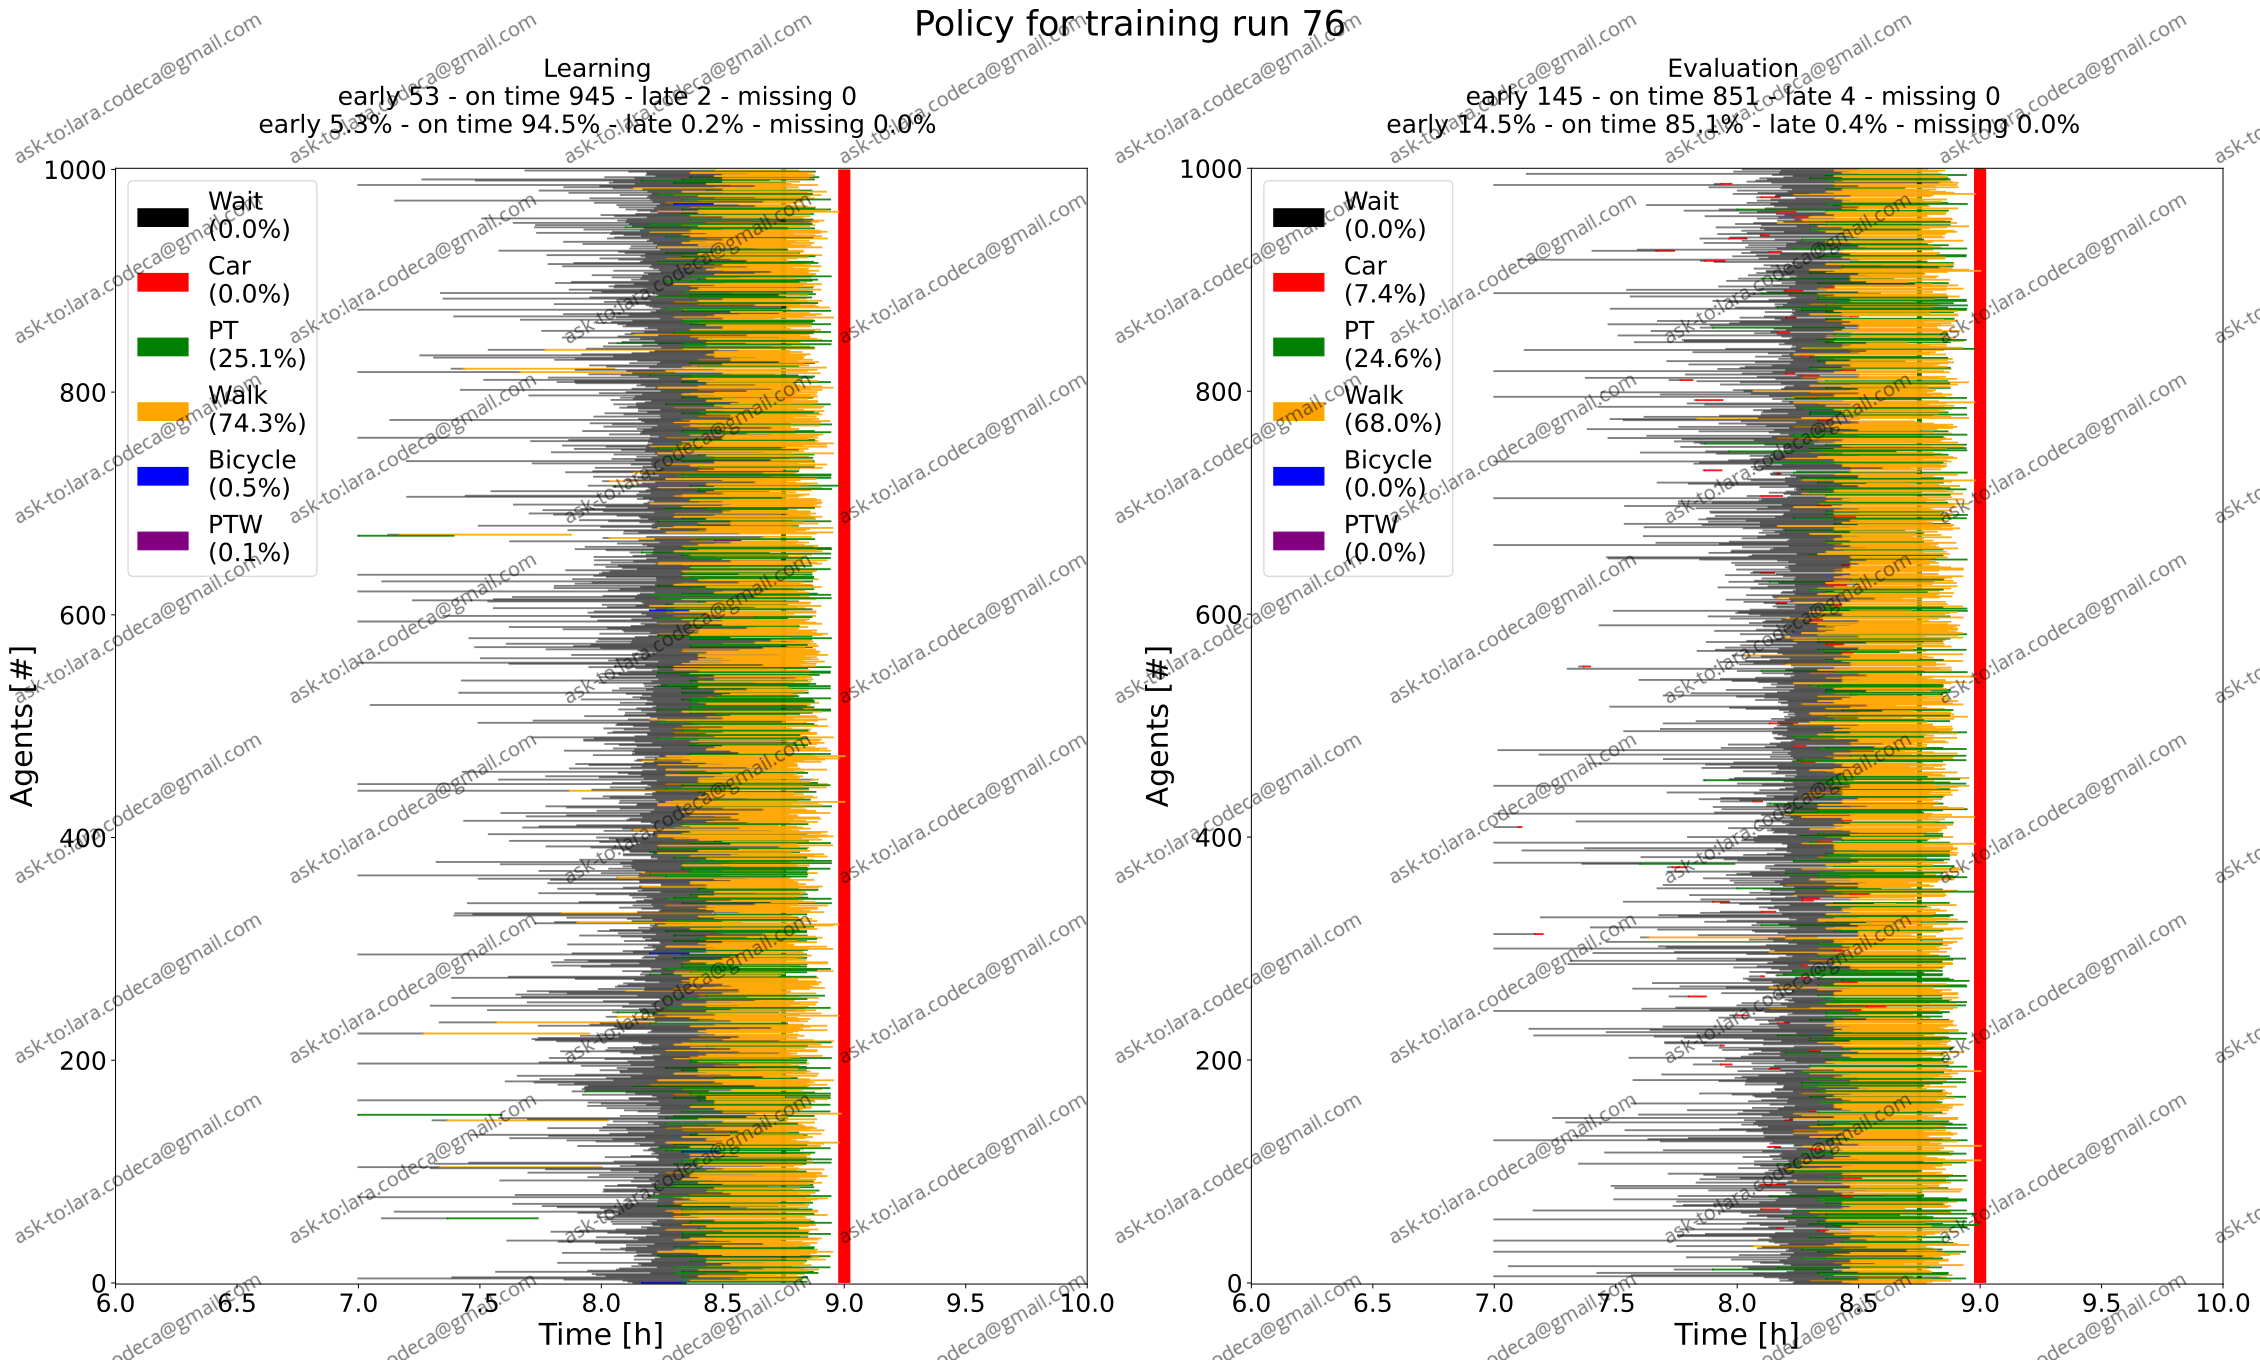 Policy for training run 76
Learning
early 53 - on time 945 - late 2 - missing 0
early 5.3% - on time 94.5% - late 0.2% - missing 0.0%
1000
800
600
400
200
0
Agents [#]
Wait
(0.0%)
Car
(0.0%)
PT
(25.1%)
Walk
(74.3%)
Bicycle
(0.5%)
PTW
(0.1%)
6.0 6.5 7.0 7.5 8.0 8.5 9.0 9.5 10.0
Time [h]
Evaluation
early 145 - on time 851 - late 4 - missing 0
early 14.5% - on time 85.1% - late 0.4% - missing 0.0%
1000
800
600
400
200
0
Agents [#]
Wait
(0.0%)
Car
(7.4%)
PT
(24.6%)
Walk
(68.0%)
Bicycle
(0.0%)
PTW
(0.0%)
6.0 6.5 7.0 7.5 8.0 8.5 9.0 9.5 10.0
Time [h]
ask-to:lara.codeca@gmail.com